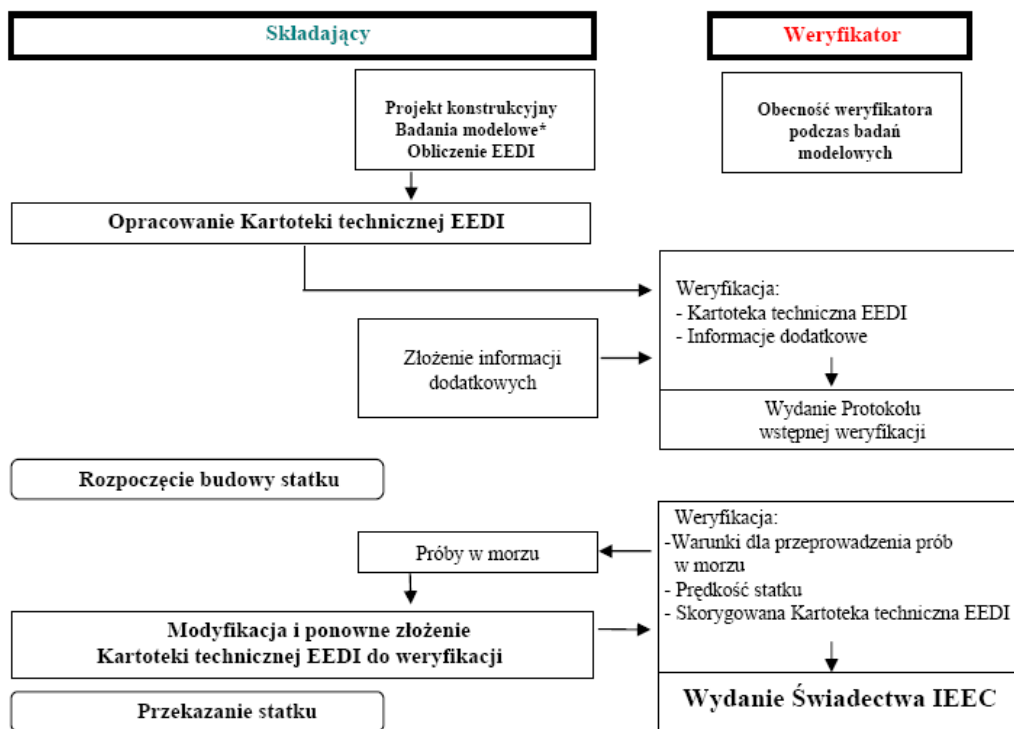 Składający
Weryfikator
Projekt konstrukcyjny
Badania modelowe*
Obliczenie EEDI
Obecność weryfikatora
podczas badań
modelowych
Opracowanie Kartoteki technicznej EEDI
Weryfikacja:
- Kartoteka techniczna EEDI
- Informacje dodatkowe
Złożenie informacji
dodatkowych
Wydanie Protokołu
wstępnej weryfikacji
Rozpoczęcie budowy statku
Weryfikacja:
-Warunki dla przeprowadzenia prób
w morzu
- Prędkość statku
- Skorygowana Kartoteka techniczna EEDI
Próby w morzu
Modyfikacja i ponowne złożenie
Kartoteki technicznej EEDI do weryfikacji
Wydanie Świadectwa IEEC
Przekazanie statku